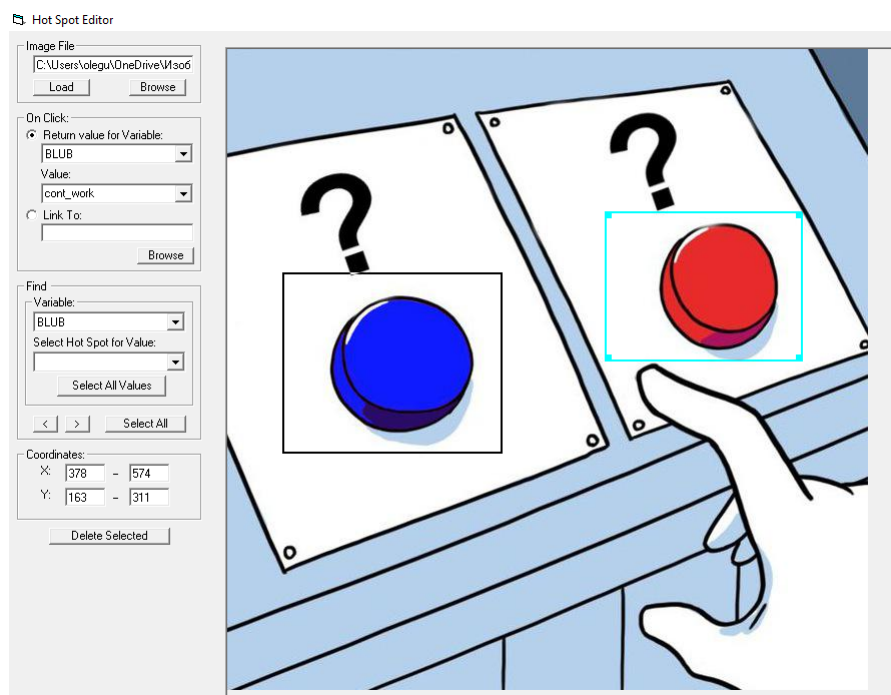 Hot Spot Editor
Image File
C:\Users\olegu\OneDrive\Изоб
Load Browse
On Click:
Return value for Variable:
BLUB
Value:
cont_work
Link To:
Browse
Find
Variable:
BLUB
Select Hot Spot for Value:
Select All Values
< > Select All
Coordinates:
X: 378 - 574
Y: 163 - 311
Delete Selected
?
?